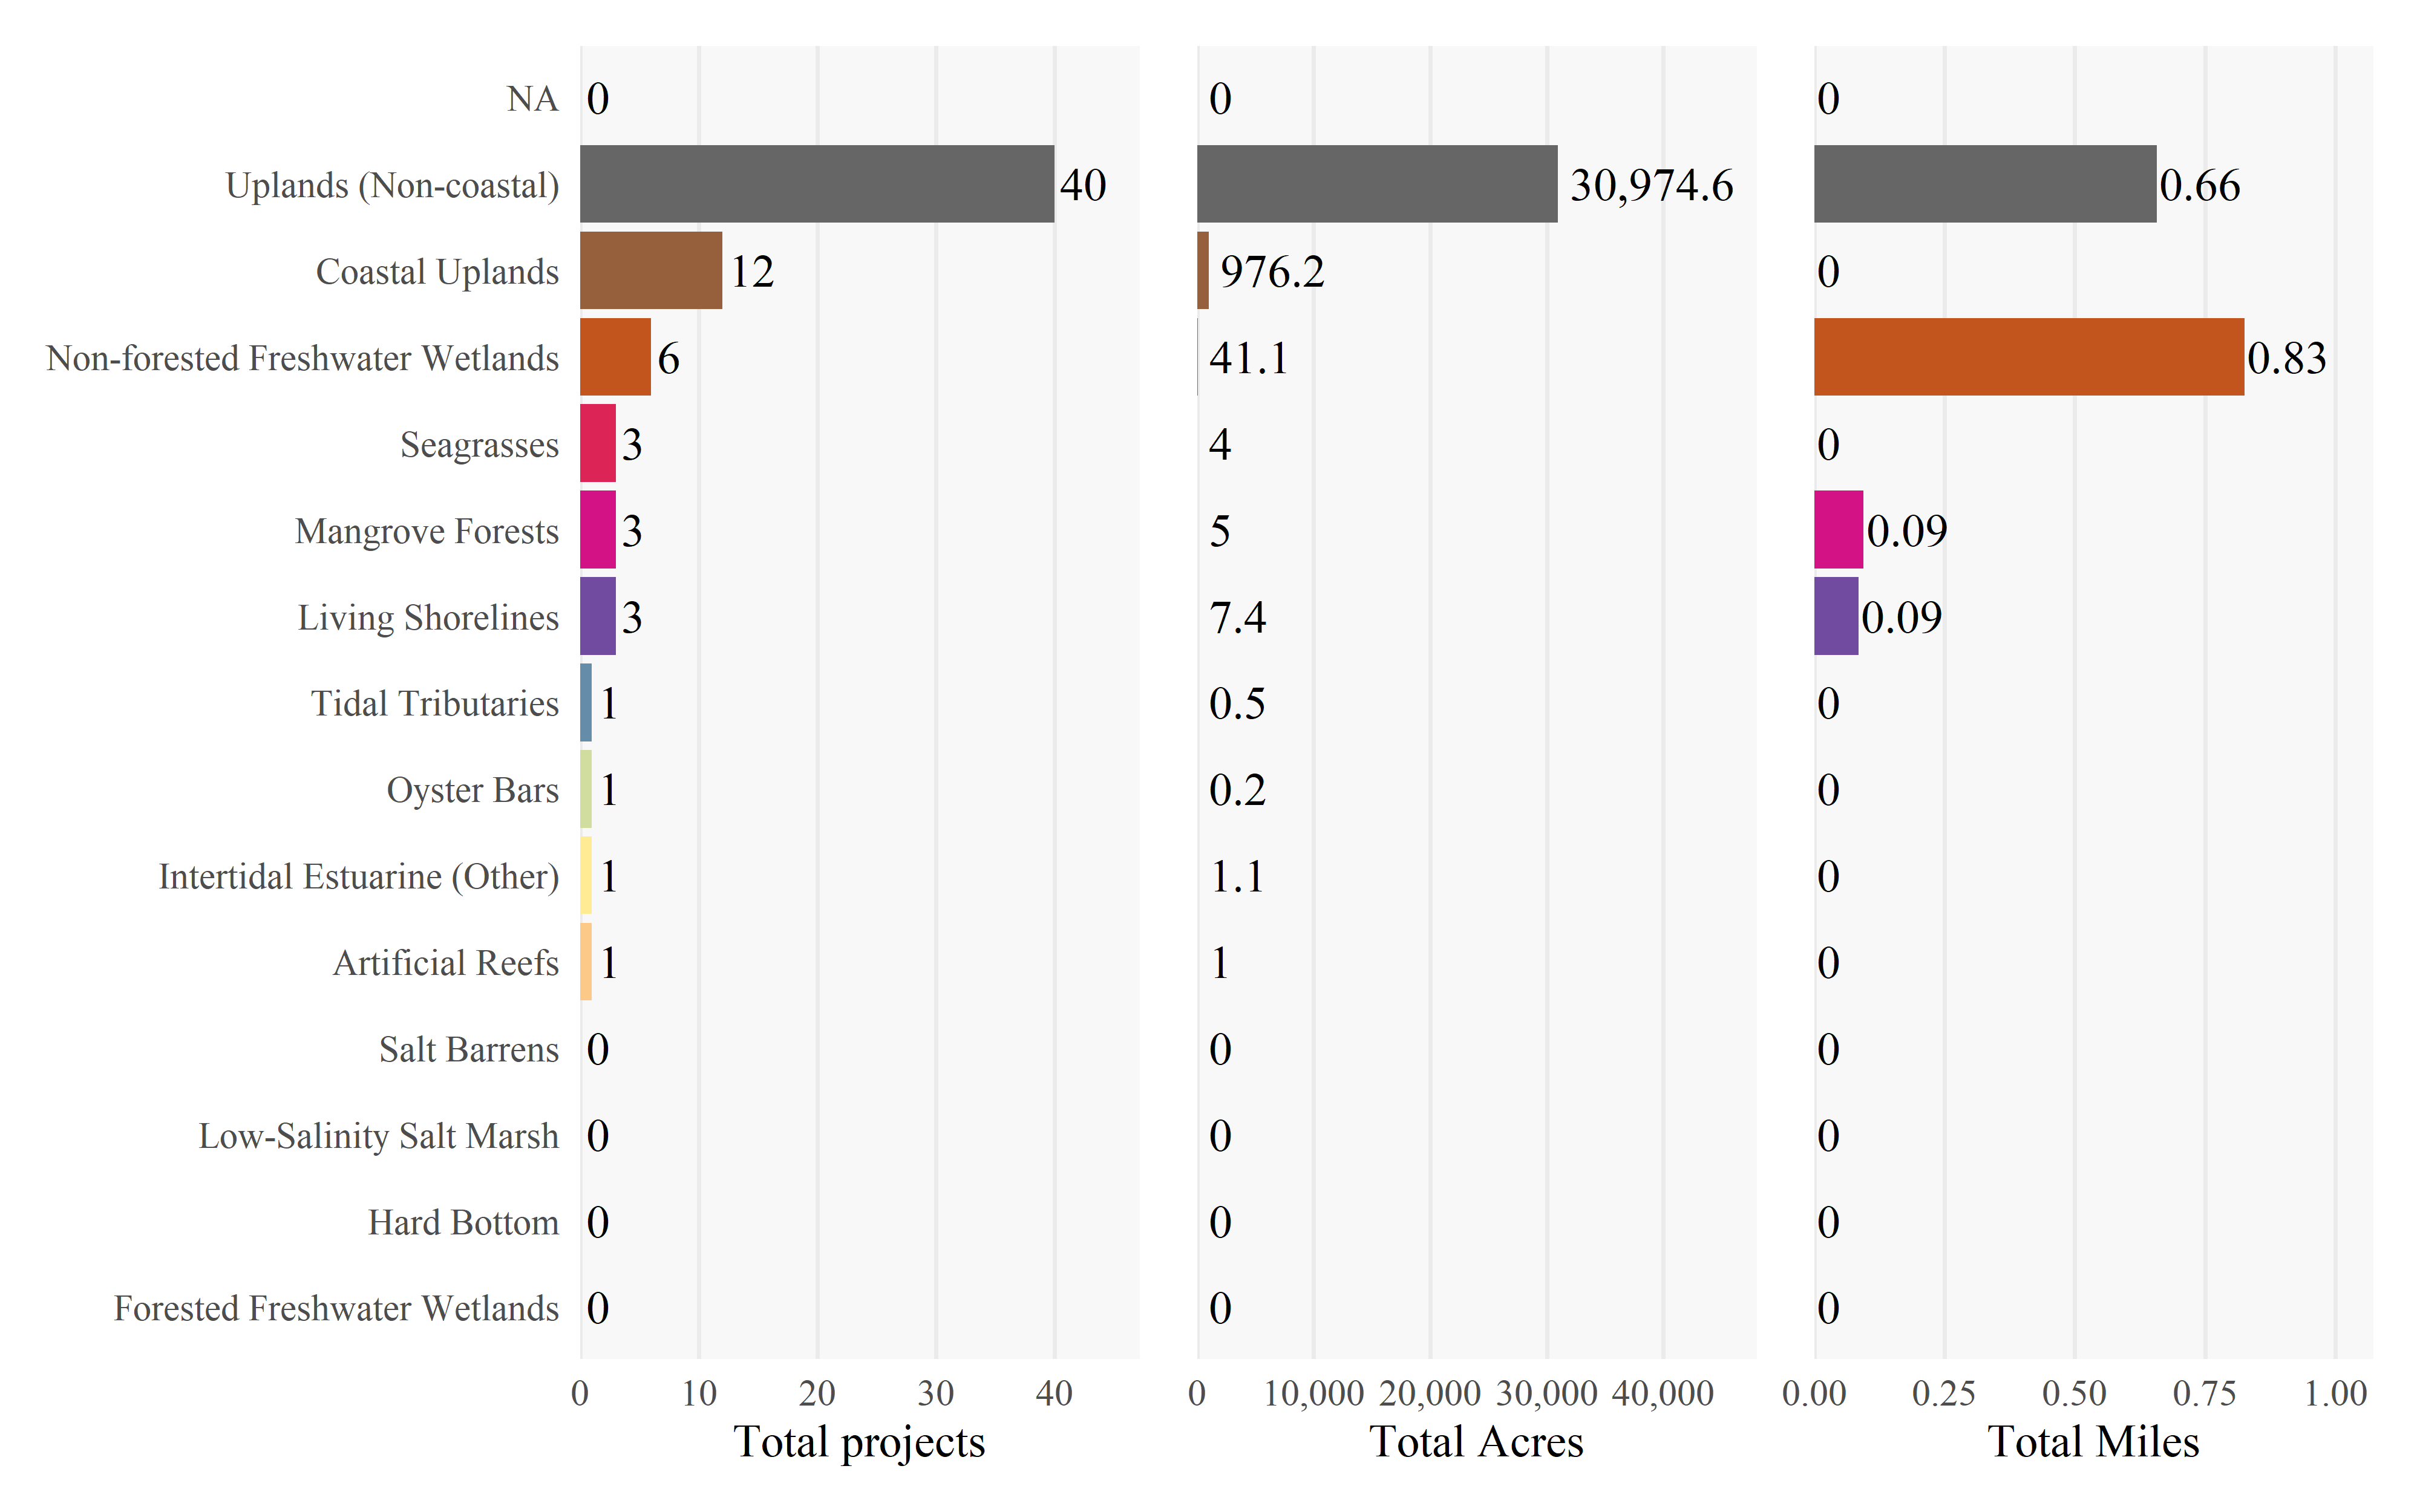 NA 0 0 0
Uplands (Non-coastal) 40 30,974.6 0.66
Coastal Uplands 12 976.2 0
Non-forested Freshwater Wetlands 6 41.1 0.83
Seagrasses 3 4 0
Mangrove Forests 3 5 0.09
Living Shorelines 3 7.4 0.09
Tidal Tributaries 1 0.5 0
Oyster Bars 1 0.2 0
Intertidal Estuarine (Other) 1 1.1 0
Artificial Reefs 1 1 0
Salt Barrens 0 0 0
Low-Salinity Salt Marsh 0 0 0
Hard Bottom 0 0 0
Forested Freshwater Wetlands 0 0 0
0 10 20 30 40 0 10,000 20,000 30,000 40,000 0.00 0.25 0.50 0.75 1.00
Total projects Total Acres Total Miles